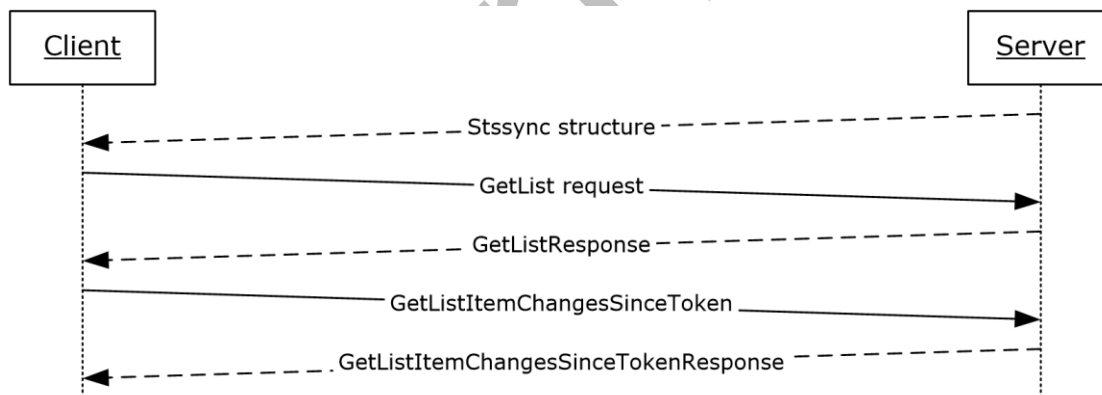 Client
Server
Stssync structure
GetList request
GetListResponse
GetListItemChangesSinceToken
GetListItemChangesSinceTokenResponse